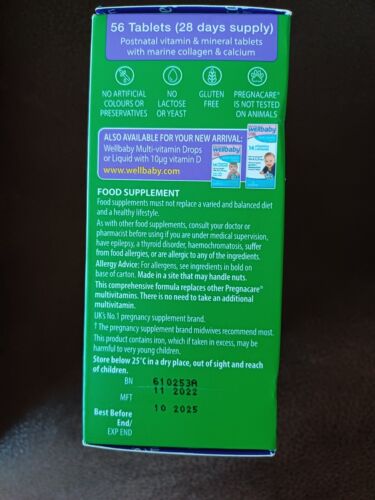 56 Tablets (28 days supply)
Postnatal vitamin & mineral tablets
with marine collagen & calcium
NO ARTIFICIAL
COLOURS OR
PRESERVATIVES
NO
LACTOSE
OR YEAST
GLUTEN
FREE
PREGNACARE®
IS NOT TESTED
ON ANIMALS
ALSO AVAILABLE FOR YOUR NEW ARRIVAL:
Wellbaby Multi-vitamin Drops
or Liquid with 10µg vitamin D
www.wellbaby.com
wellbaby
wellbaby
FOOD SUPPLEMENT
Food supplements must not replace a varied and balanced diet
and a healthy lifestyle.
As with other food supplements, consult your doctor or
pharmacist before using if you are under medical supervision,
have epilepsy, a thyroid disorder, haemochromatosis, suffer
from food allergies, or are allergic to any of the ingredients.
Allergy Advice: For allergens, see ingredients in bold on
base of carton. Made in a site that may handle nuts.
This comprehensive formula replaces other Pregnacare®
multivitamins. There is no need to take an additional
multivitamin.
UK's No.1 pregnancy supplement brand.
† The pregnancy supplement brand midwives recommend most.
This product contains iron, which if taken in excess, may be
harmful to very young children.
Store below 25°C in a dry place, out of sight and reach
of children.
BN 610253A
MFT 11 2022
Best Before 10 2025
End/
EXP END